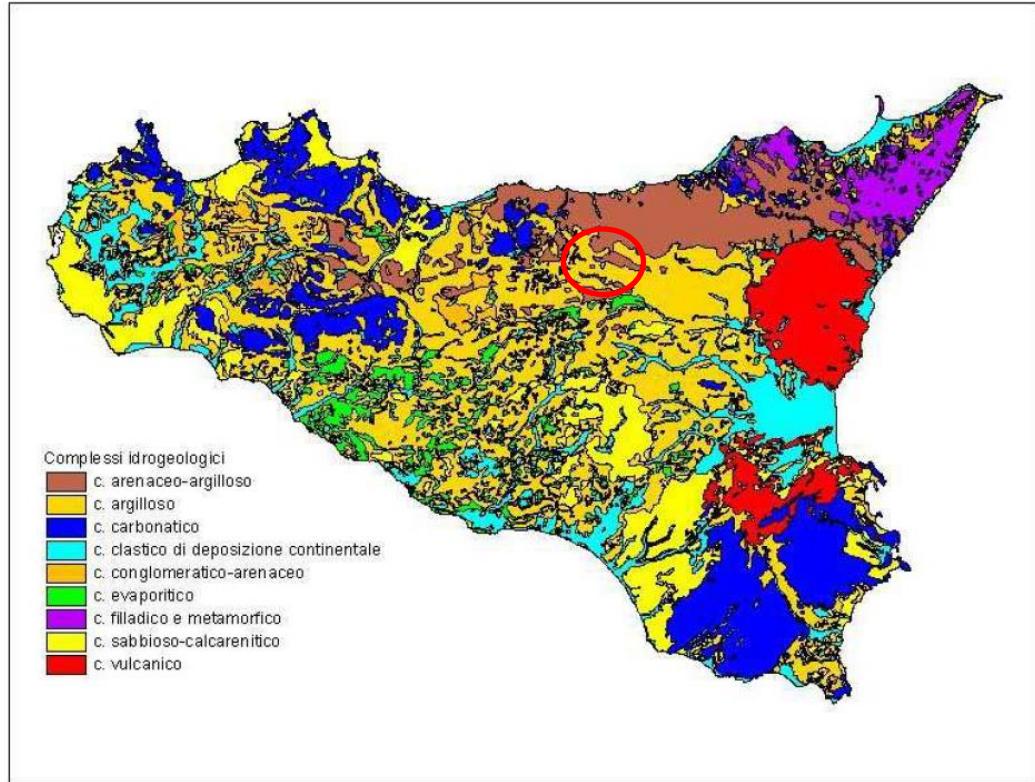 Complessi idrogeologici
c. arenaceo-argilloso
c. argilloso
c. carbonatico
c. clastico di deposizione continentale
c. conglomeratico-arenaceo
c. evaporitico
c. filladico e metamorfico
c. sabbioso-calcarenitico
c. vulcanico